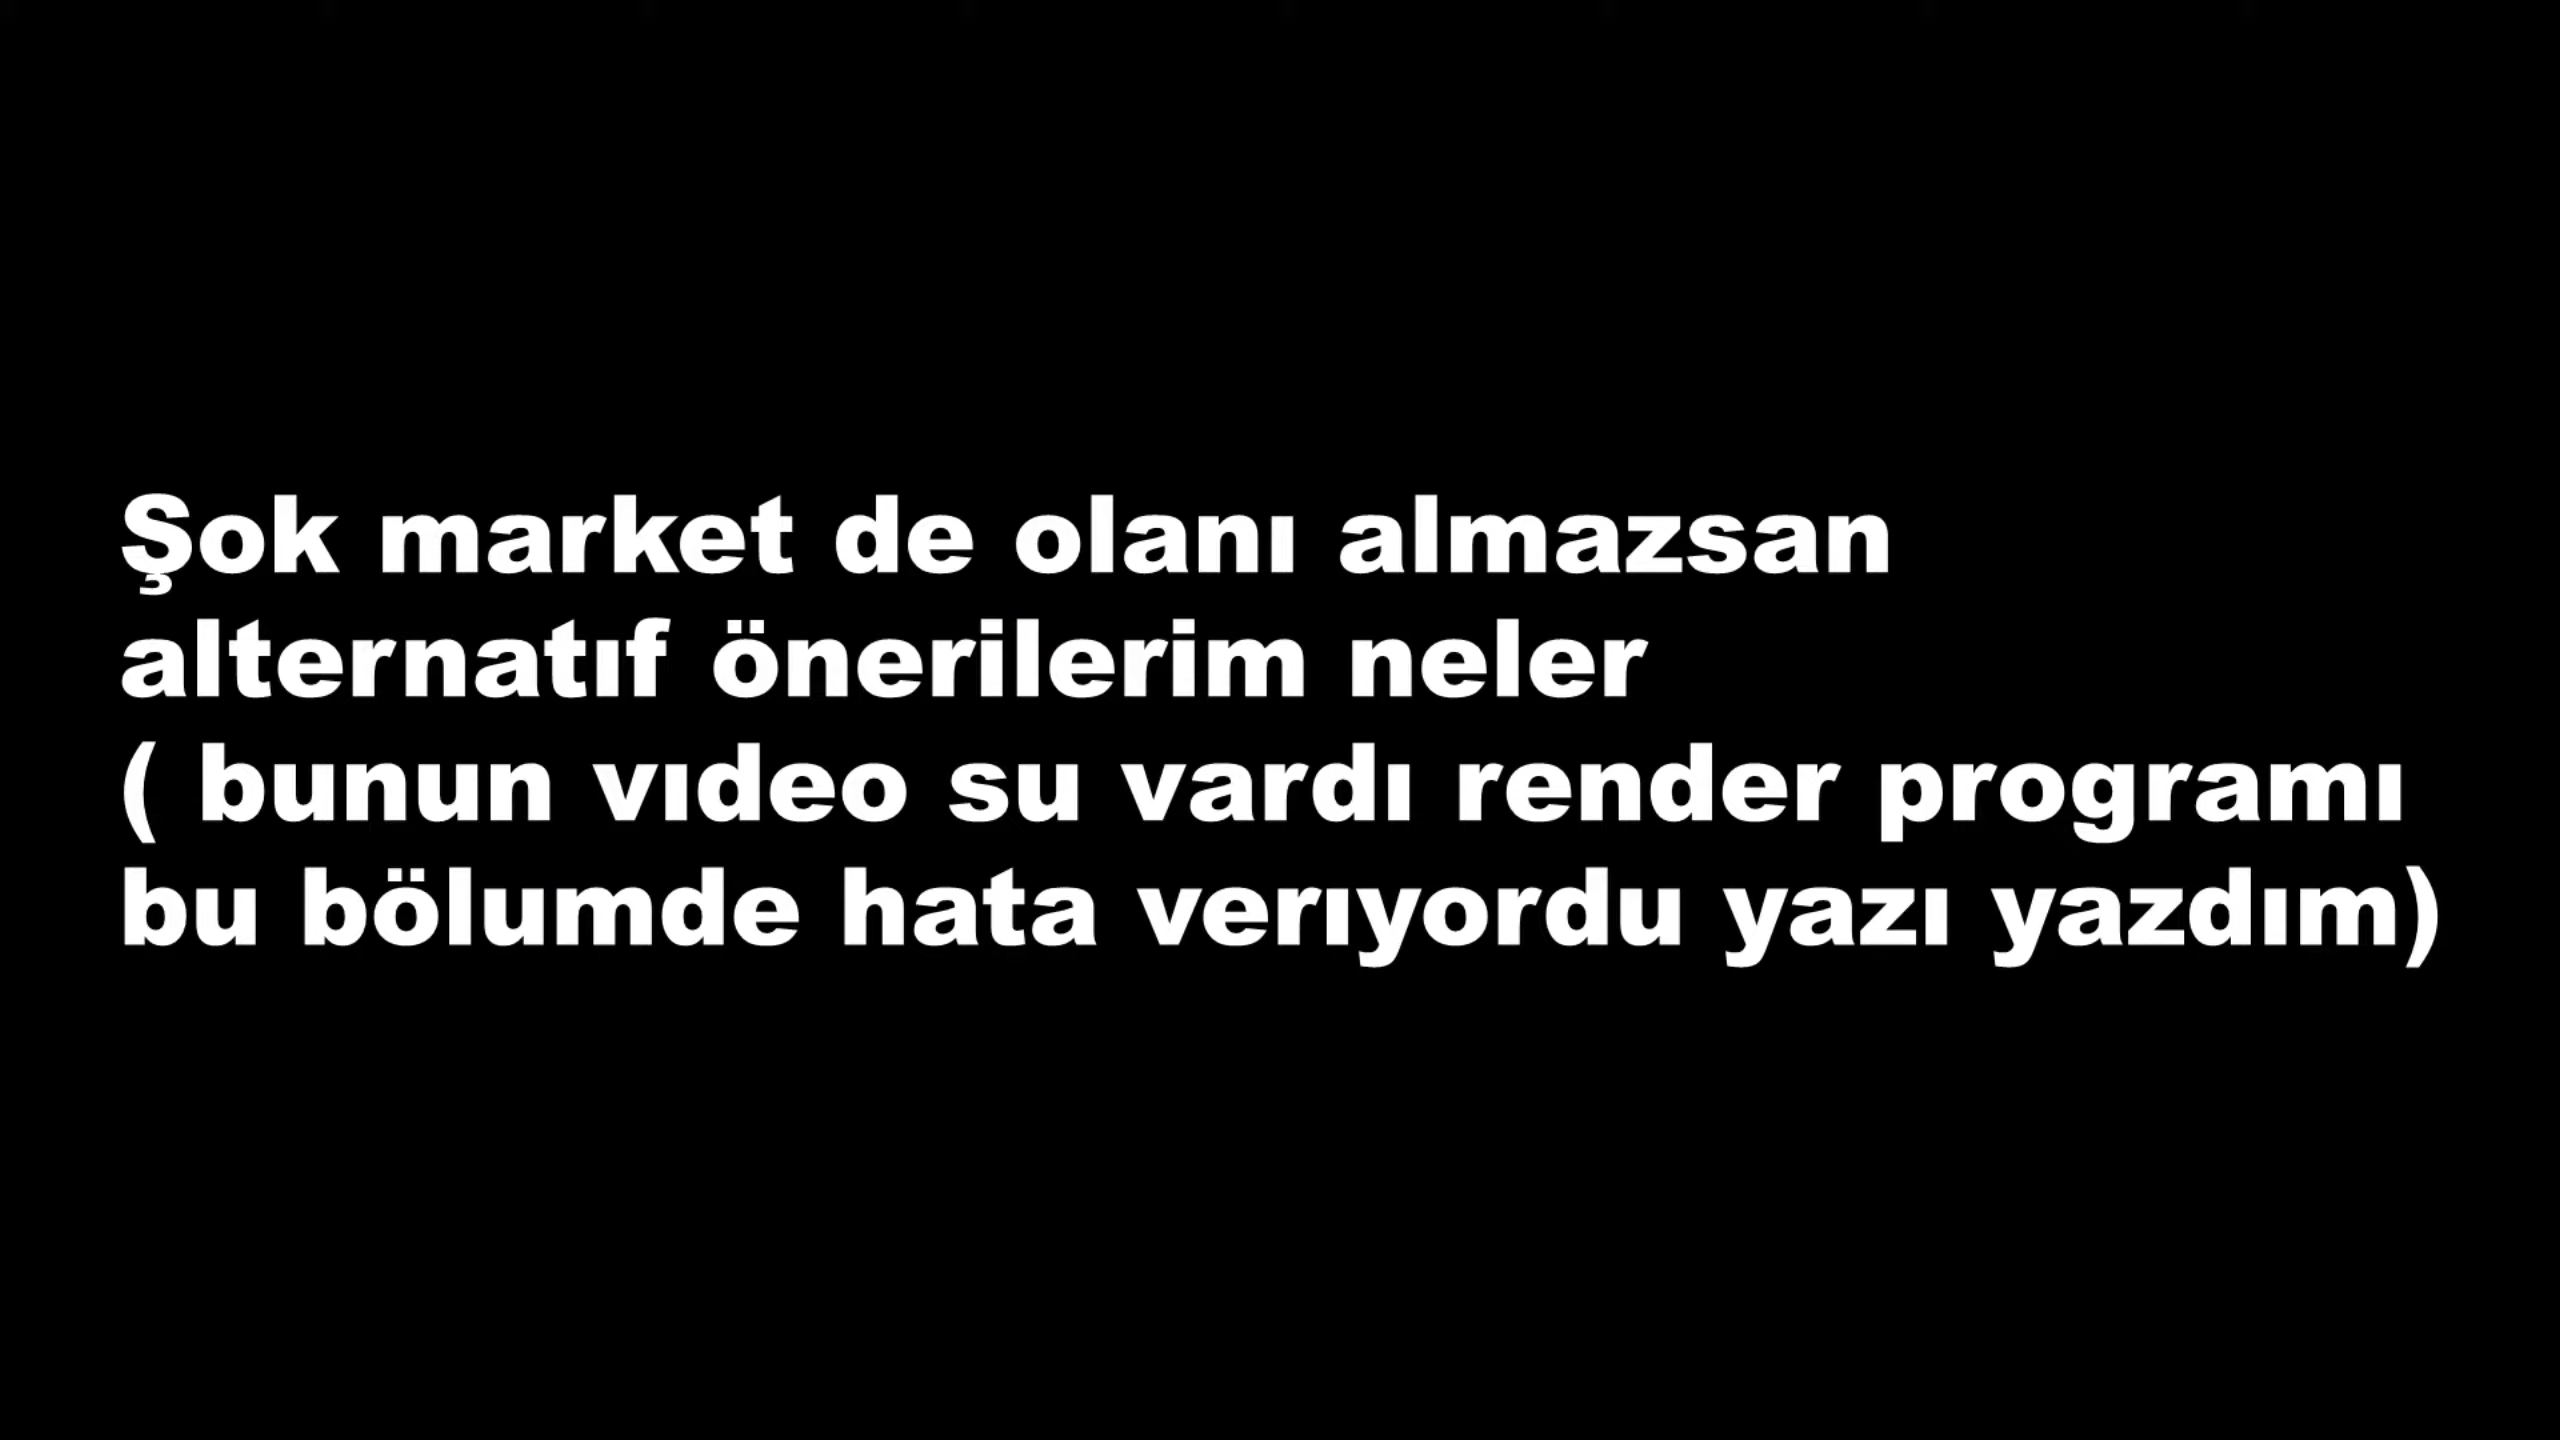 Şok market de olanı almazsan
alternatıf önerilerim neler
( bunun vıdeo su vardı render programı
bu bölumde hata verıyordu yazı yazdım)